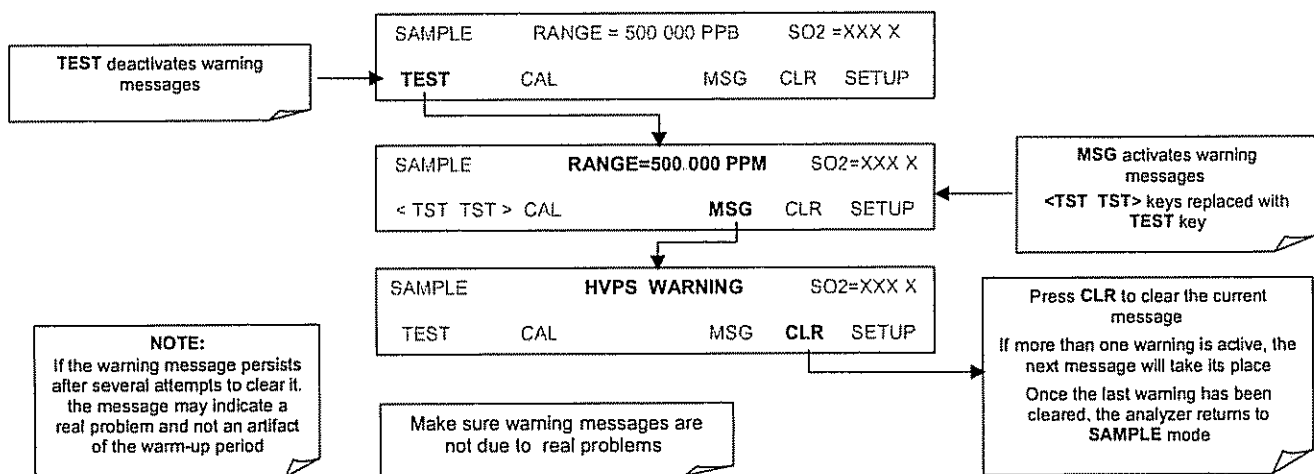 SAMPLE RANGE = 500 000 PPB SO2 =XXX X
TEST CAL MSG CLR SETUP
TEST deactivates warning
messages
SAMPLE RANGE=500.000 PPM SO2=XXX X
< TST TST > CAL MSG CLR SETUP
MSG activates warning
messages
<TST TST> keys replaced with
TEST key
SAMPLE HVPS WARNING SO2=XXX X
TEST CAL MSG CLR SETUP
Press CLR to clear the current
message
If more than one warning is active, the
next message will take its place
Once the last warning has been
cleared, the analyzer returns to
SAMPLE mode
NOTE:
If the warning message persists
after several attempts to clear it.
the message may indicate a
real problem and not an artifact
of the warm-up period
Make sure warning messages are
not due to real problems